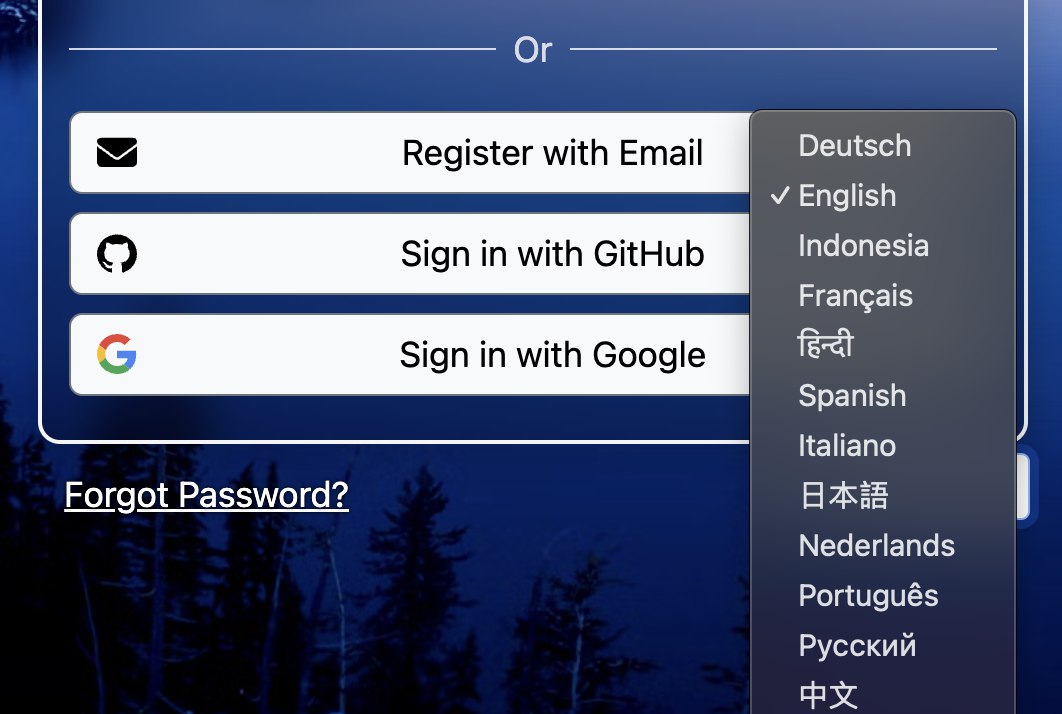 Or
Register with Email
Sign in with GitHub
Sign in with Google
Forgot Password?
Deutsch
English
Indonesia
Français
हिन्दी
Spanish
Italiano
日本語
Nederlands
Português
Русский
中文